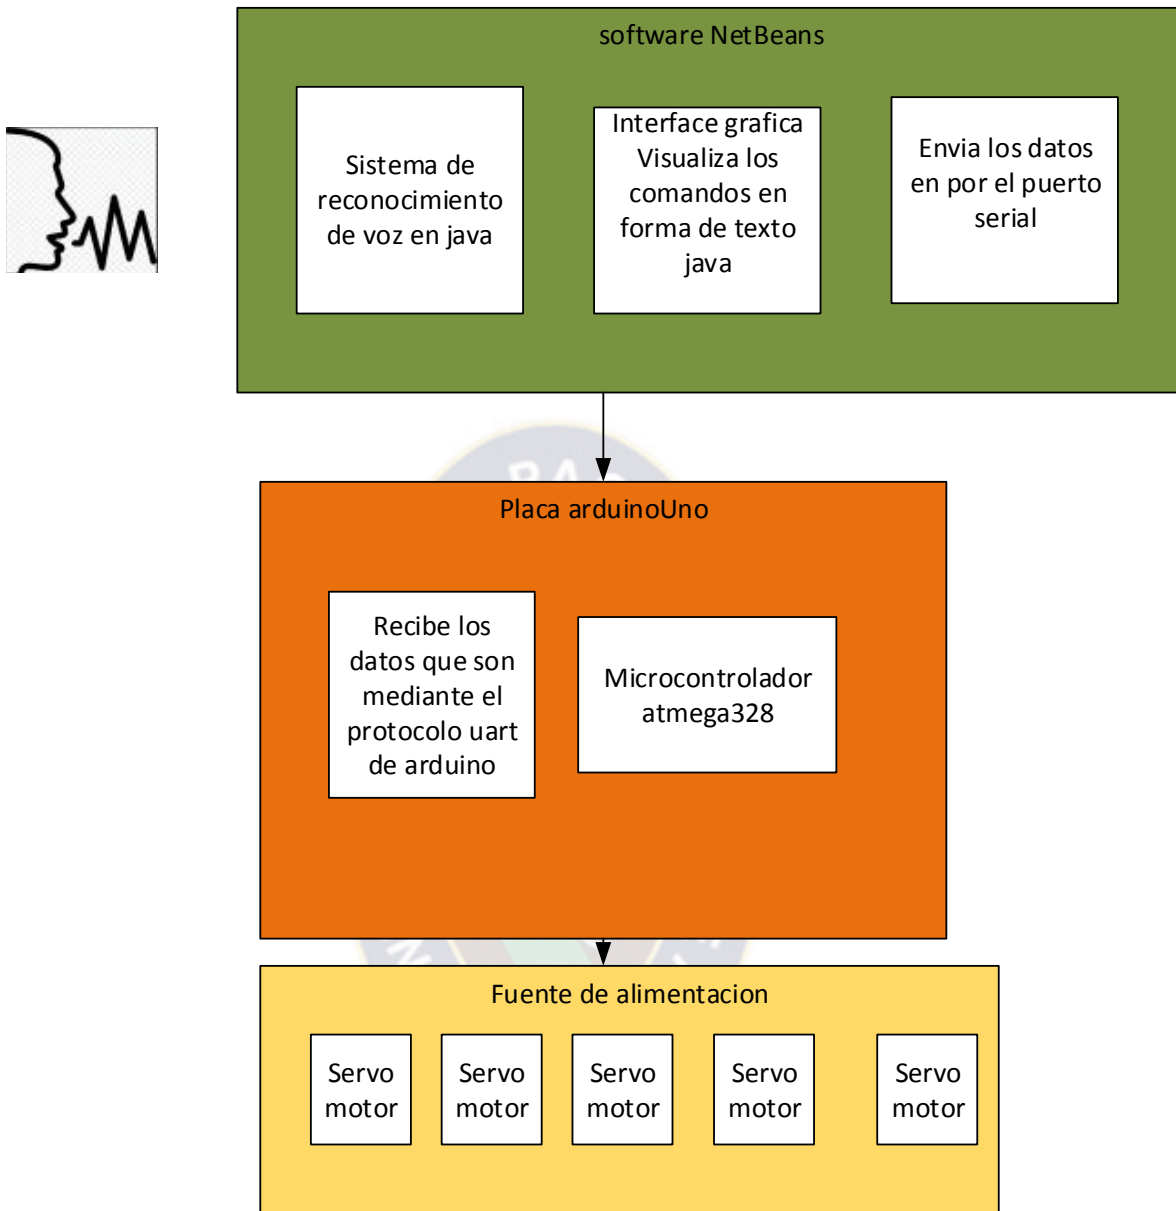 software NetBeans
Sistema de
reconocimiento
de voz en java
Interface grafica
Visualiza los
comandos en
forma de texto
java
Envia los datos
en por el puerto
serial
Placa arduinoUno
Recibe los
datos que son
mediante el
protocolo uart
de arduino
Microcontrolador
atmega328
Fuente de alimentacion
Servo
motor
Servo
motor
Servo
motor
Servo
motor
Servo
motor